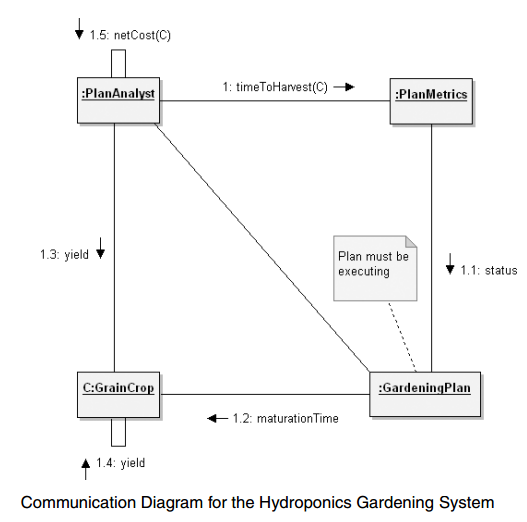 1.5: netCost(C)
:PlanAnalyst
1: timeToHarvest(C)
:PlanMetrics
1.3: yield
Plan must be
executing
1.1: status
C:GrainCrop
:GardeningPlan
1.2: maturationTime
1.4: yield
Communication Diagram for the Hydroponics Gardening System